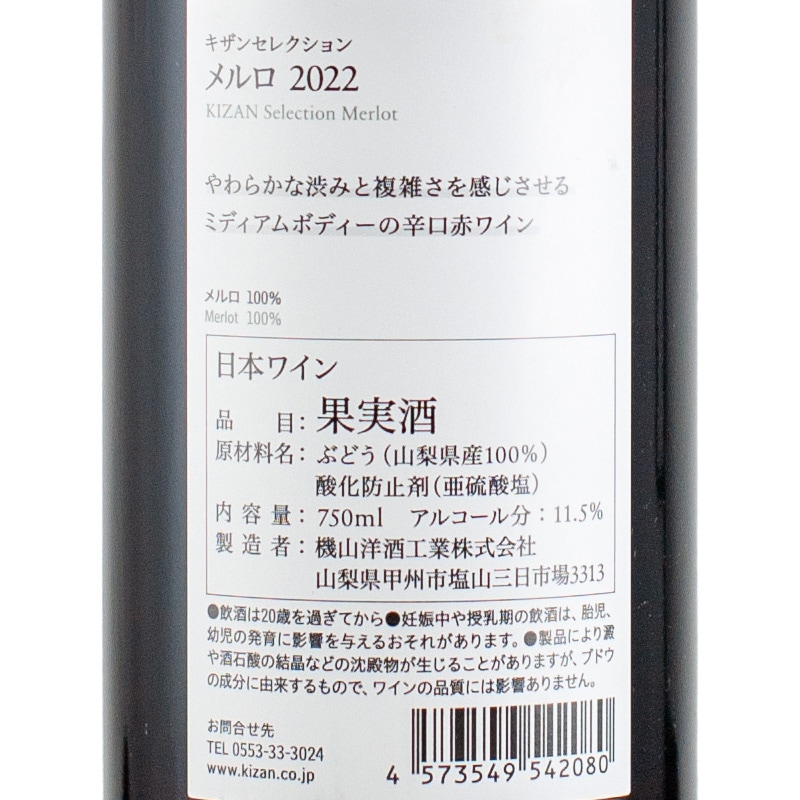 キザンセレクション
メルロ 2022
KIZAN Selection Merlot
やわらかな渋みと複雑さを感じさせる
ミディアムボディーの辛口赤ワイン
メルロ 100%
Merlot 100%
日本ワイン
品目：果実酒
原材料名：ぶどう（山梨県産100%）
酸化防止剤（亜硫酸塩）
内容量：750ml アルコール分：11.5%
製造者：機山洋酒工業株式会社
山梨県甲州市塩山三日市場3313
●飲酒は20歳を過ぎてから●妊娠中や授乳期の飲酒は、胎児、
幼児の発育に影響を与えるおそれがあります。●製品により澱
や酒石酸の結晶などの沈殿物が生じることがありますが、ブドウ
の成分に由来するもので、ワインの品質には影響ありません。
お問合せ先
TEL 0553-33-3024
www.kizan.co.jp
4 573549 542080